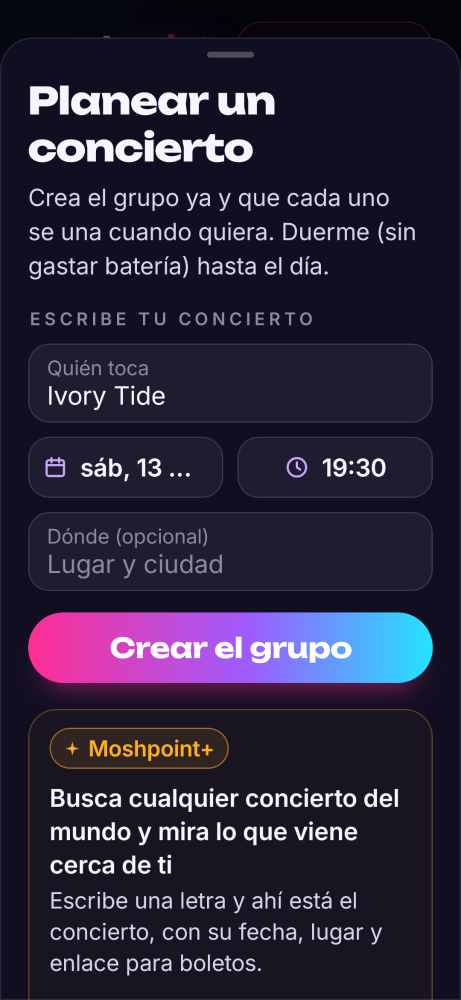 Planear un
concierto
Crea el grupo ya y que cada uno
se una cuando quiera. Duerme (sin
gastar batería) hasta el día.
ESCRIBE TU CONCIERTO
Quién toca
Ivory Tide
sáb, 13 ...
19:30
Dónde (opcional)
Lugar y ciudad
Crear el grupo
Moshpoint+
Busca cualquier concierto del
mundo y mira lo que viene
cerca de ti
Escribe una letra y ahí está el
concierto, con su fecha, lugar y
enlace para boletos.